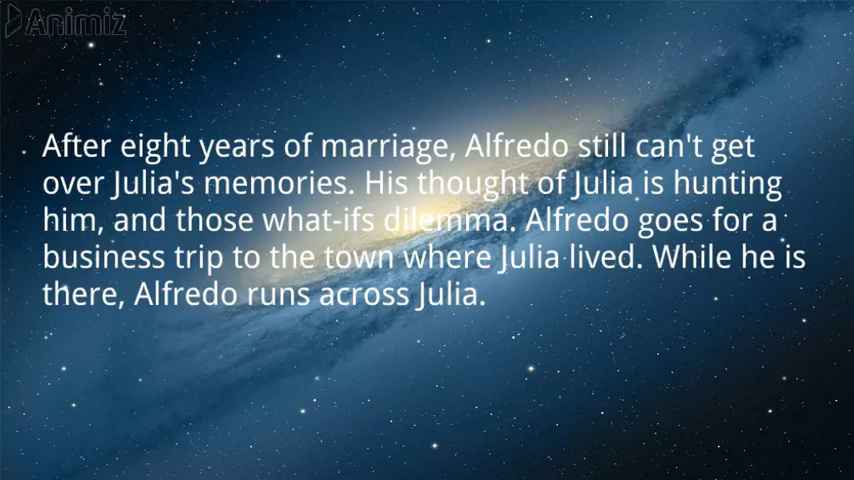 Animiz
After eight years of marriage, Alfredo still can't get
over Julia's memories. His thought of Julia is hunting
him, and those what-ifs dilemma. Alfredo goes for a
business trip to the town where Julia lived. While he is
there, Alfredo runs across Julia.